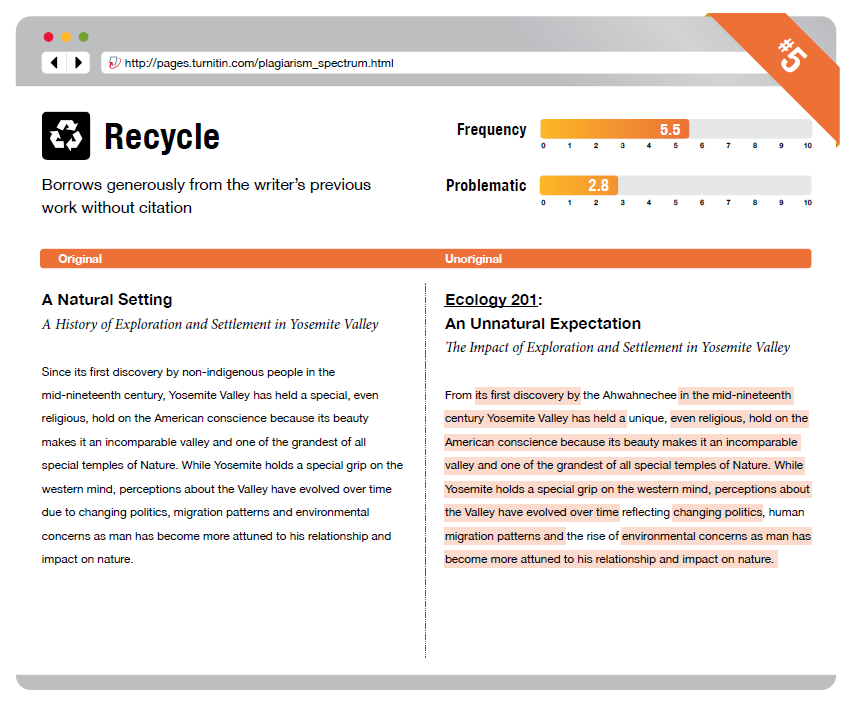 #5
http://pages.turnitin.com/plagiarism_spectrum.html
Recycle
Borrows generously from the writer's previous
work without citation
Frequency
5.5
0 1 2 3 4 5 6 7 8 9 10
Problematic
2.8
0 1 2 3 4 5 6 7 8 9 10
Original
Unoriginal
A Natural Setting
A History of Exploration and Settlement in Yosemite Valley
Since its first discovery by non-indigenous people in the
mid-nineteenth century, Yosemite Valley has held a special, even
religious, hold on the American conscience because its beauty
makes it an incomparable valley and one of the grandest of all
special temples of Nature. While Yosemite holds a special grip on the
western mind, perceptions about the Valley have evolved over time
due to changing politics, migration patterns and environmental
concerns as man has become more attuned to his relationship and
impact on nature.
Ecology 201:
An Unnatural Expectation
The Impact of Exploration and Settlement in Yosemite Valley
From its first discovery by the Ahwahnechee in the mid-nineteenth
century Yosemite Valley has held a unique, even religious, hold on the
American conscience because its beauty makes it an incomparable
valley and one of the grandest of all special temples of Nature. While
Yosemite holds a special grip on the western mind, perceptions about
the Valley have evolved over time reflecting changing politics, human
migration patterns and the rise of environmental concerns as man has
become more attuned to his relationship and impact on nature.